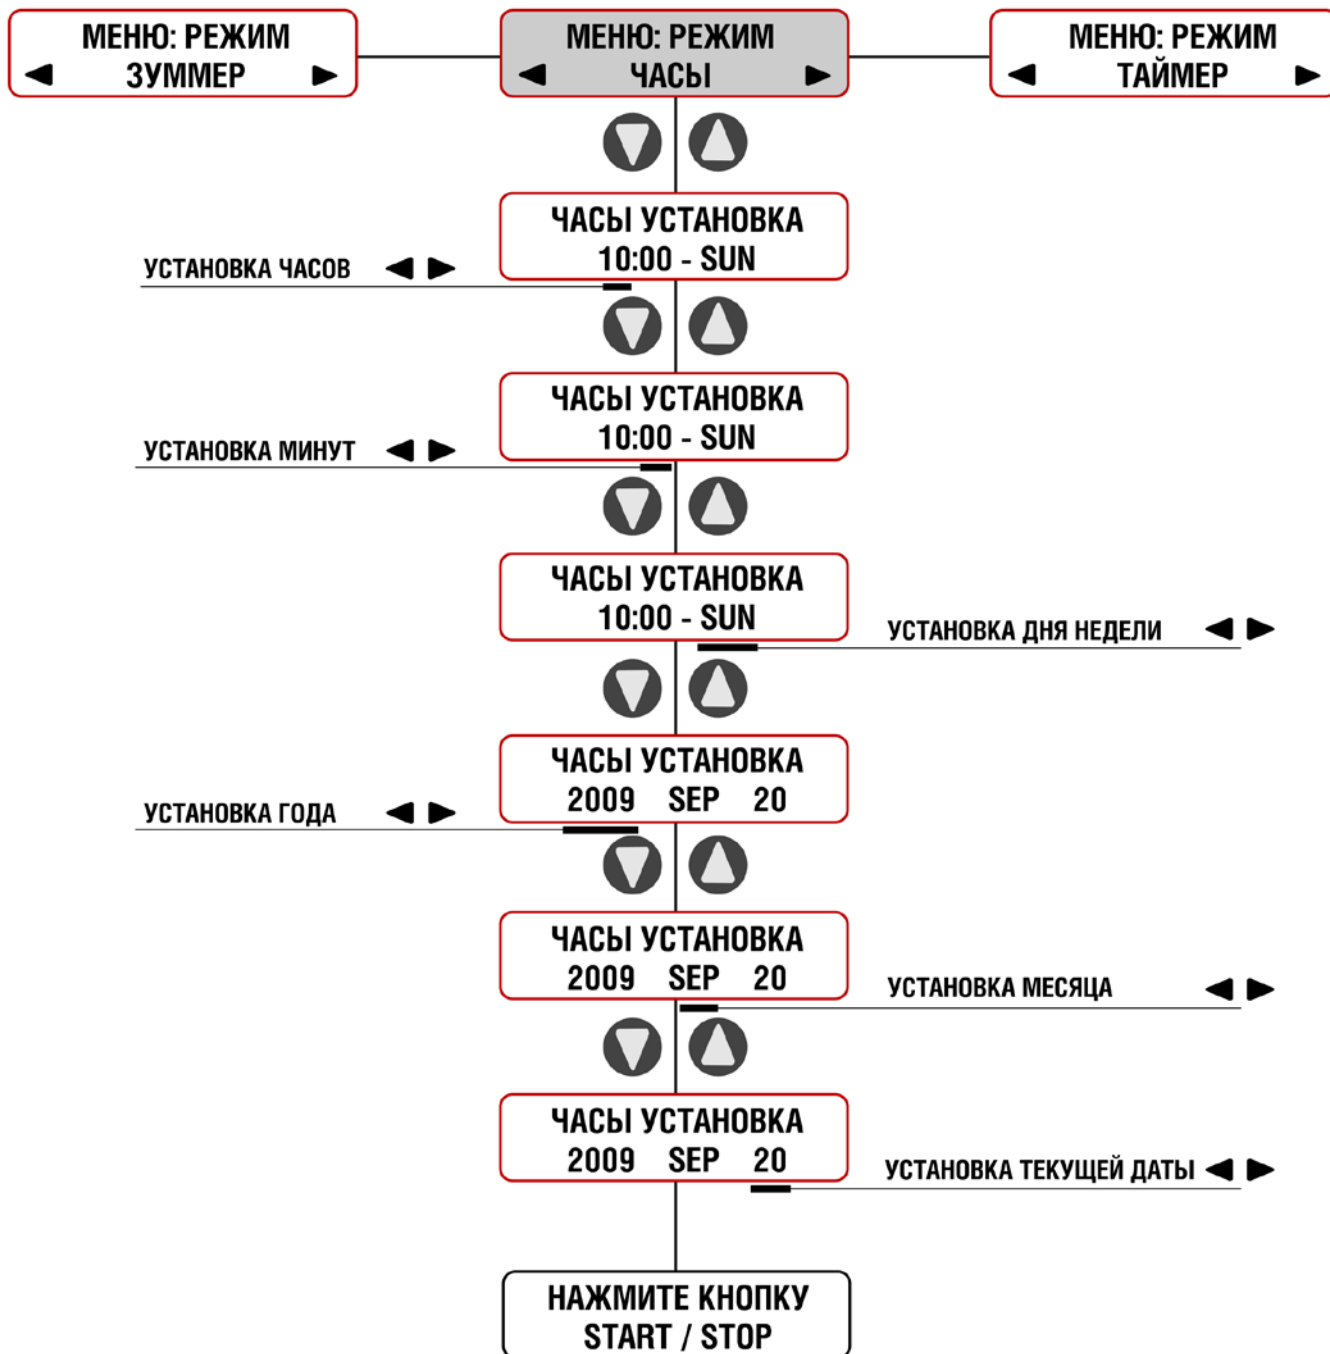 МЕНЮ: РЕЖИМ
ЗУММЕР
МЕНЮ: РЕЖИМ
ЧАСЫ
МЕНЮ: РЕЖИМ
ТАЙМЕР
ЧАСЫ УСТАНОВКА
10:00 - SUN
УСТАНОВКА ЧАСОВ
ЧАСЫ УСТАНОВКА
10:00 - SUN
УСТАНОВКА МИНУТ
ЧАСЫ УСТАНОВКА
10:00 - SUN
УСТАНОВКА ДНЯ НЕДЕЛИ
ЧАСЫ УСТАНОВКА
2009 SEP 20
УСТАНОВКА ГОДА
ЧАСЫ УСТАНОВКА
2009 SEP 20
УСТАНОВКА МЕСЯЦА
ЧАСЫ УСТАНОВКА
2009 SEP 20
УСТАНОВКА ТЕКУЩЕЙ ДАТЫ
НАЖМИТЕ КНОПКУ
START / STOP